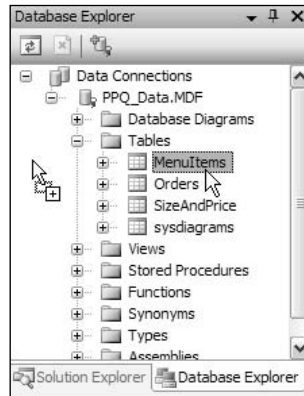 Database Explorer
Data Connections
PPQ_Data.MDF
Database Diagrams
Tables
MenuItems
Orders
SizeAndPrice
sysdiagrams
Views
Stored Procedures
Functions
Synonyms
Types
Assemblies
Solution Explorer Database Explorer